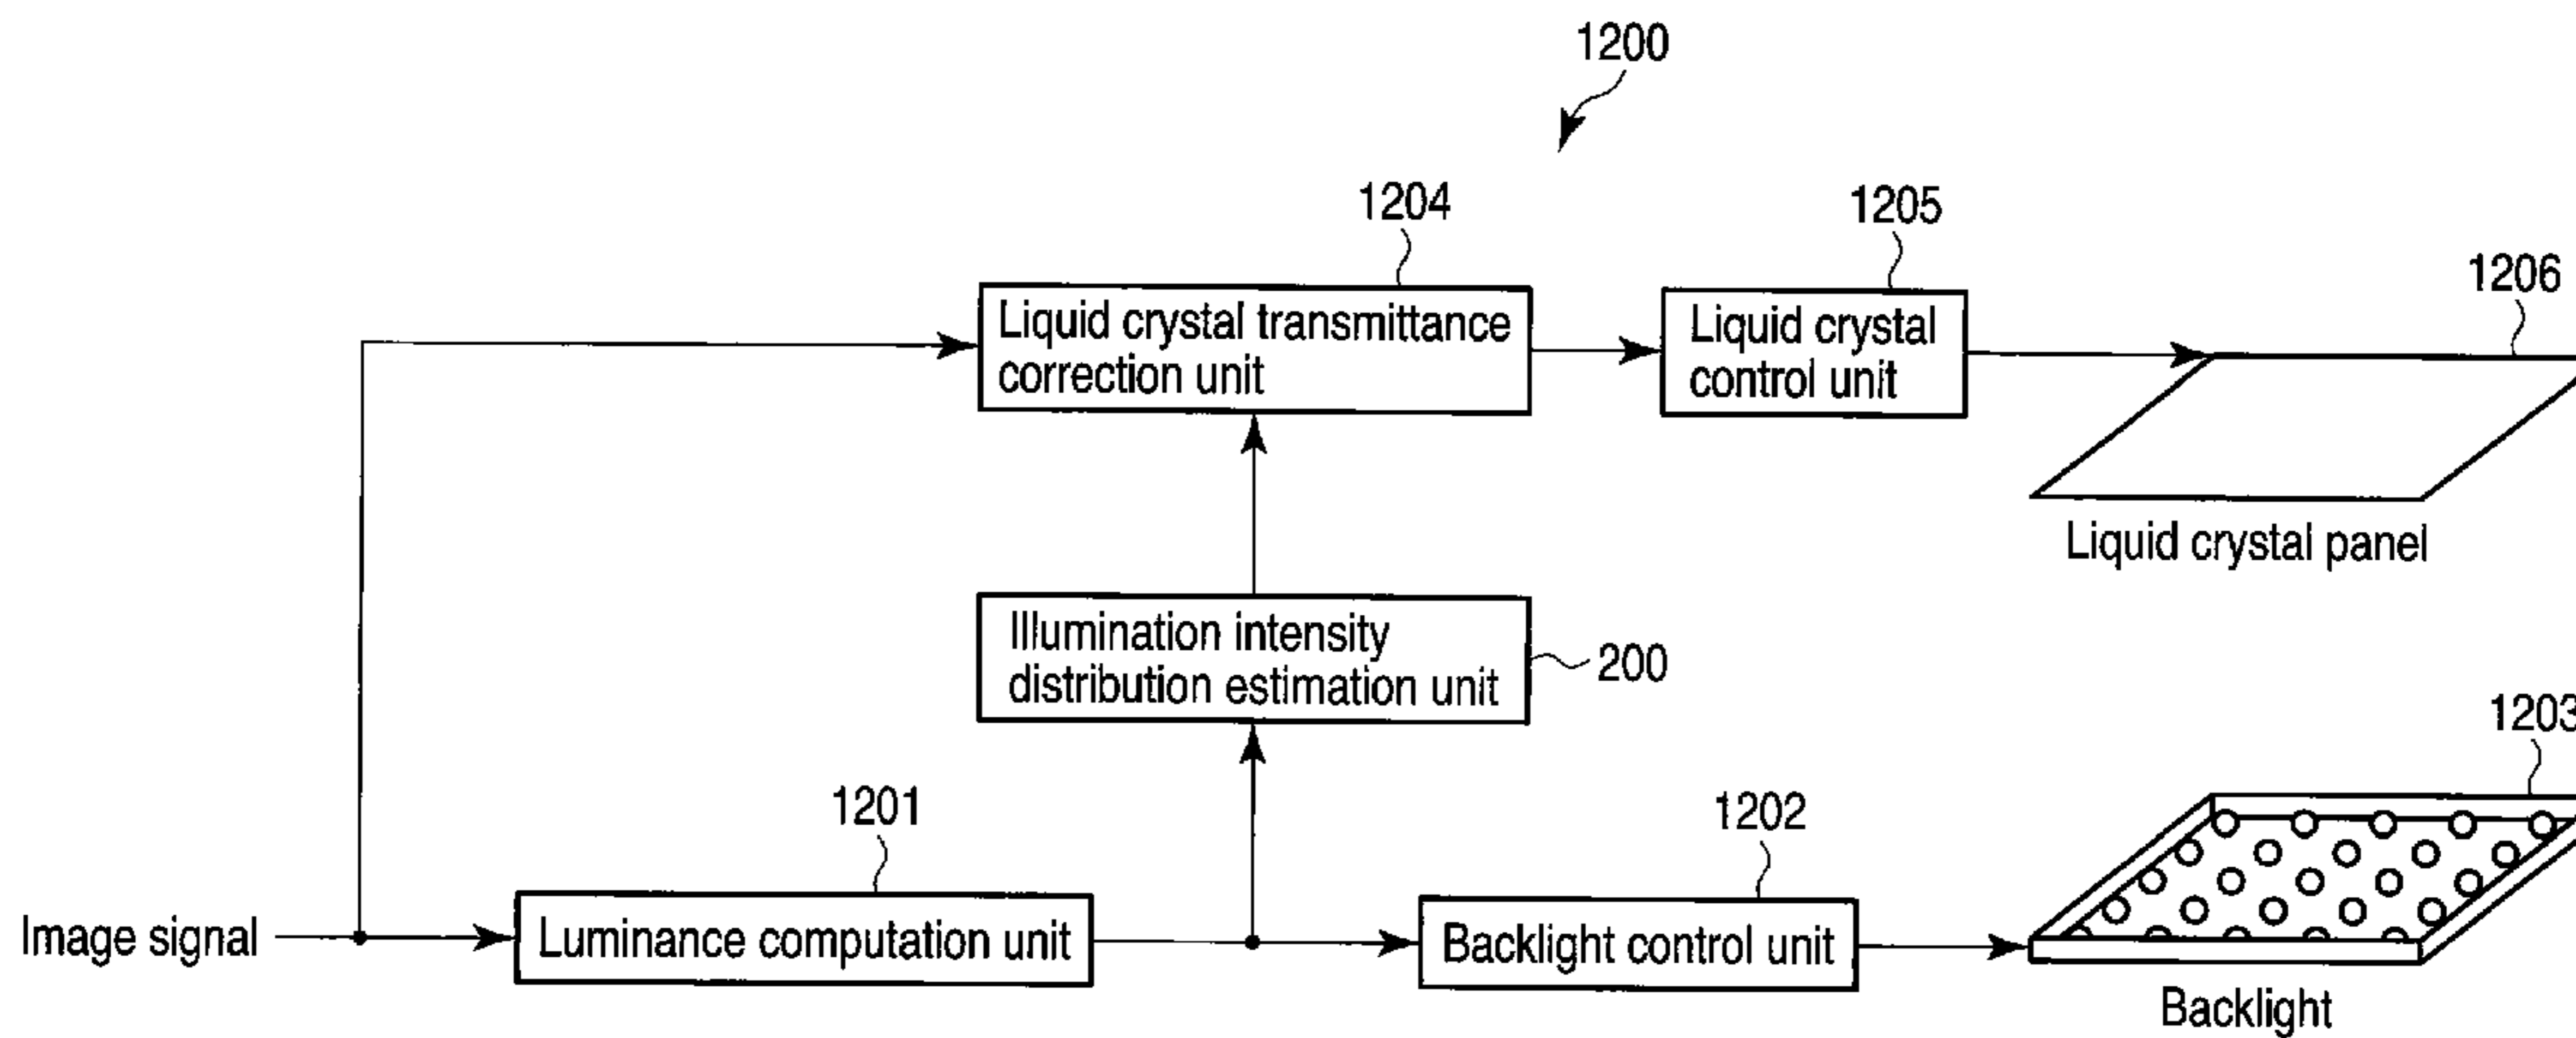 1200
1204
1205
1206
Liquid crystal transmittance
correction unit
Liquid crystal
control unit
Liquid crystal panel
Illumination intensity
distribution estimation unit
200
1203
1201
1202
Image signal
Luminance computation unit
Backlight control unit
Backlight